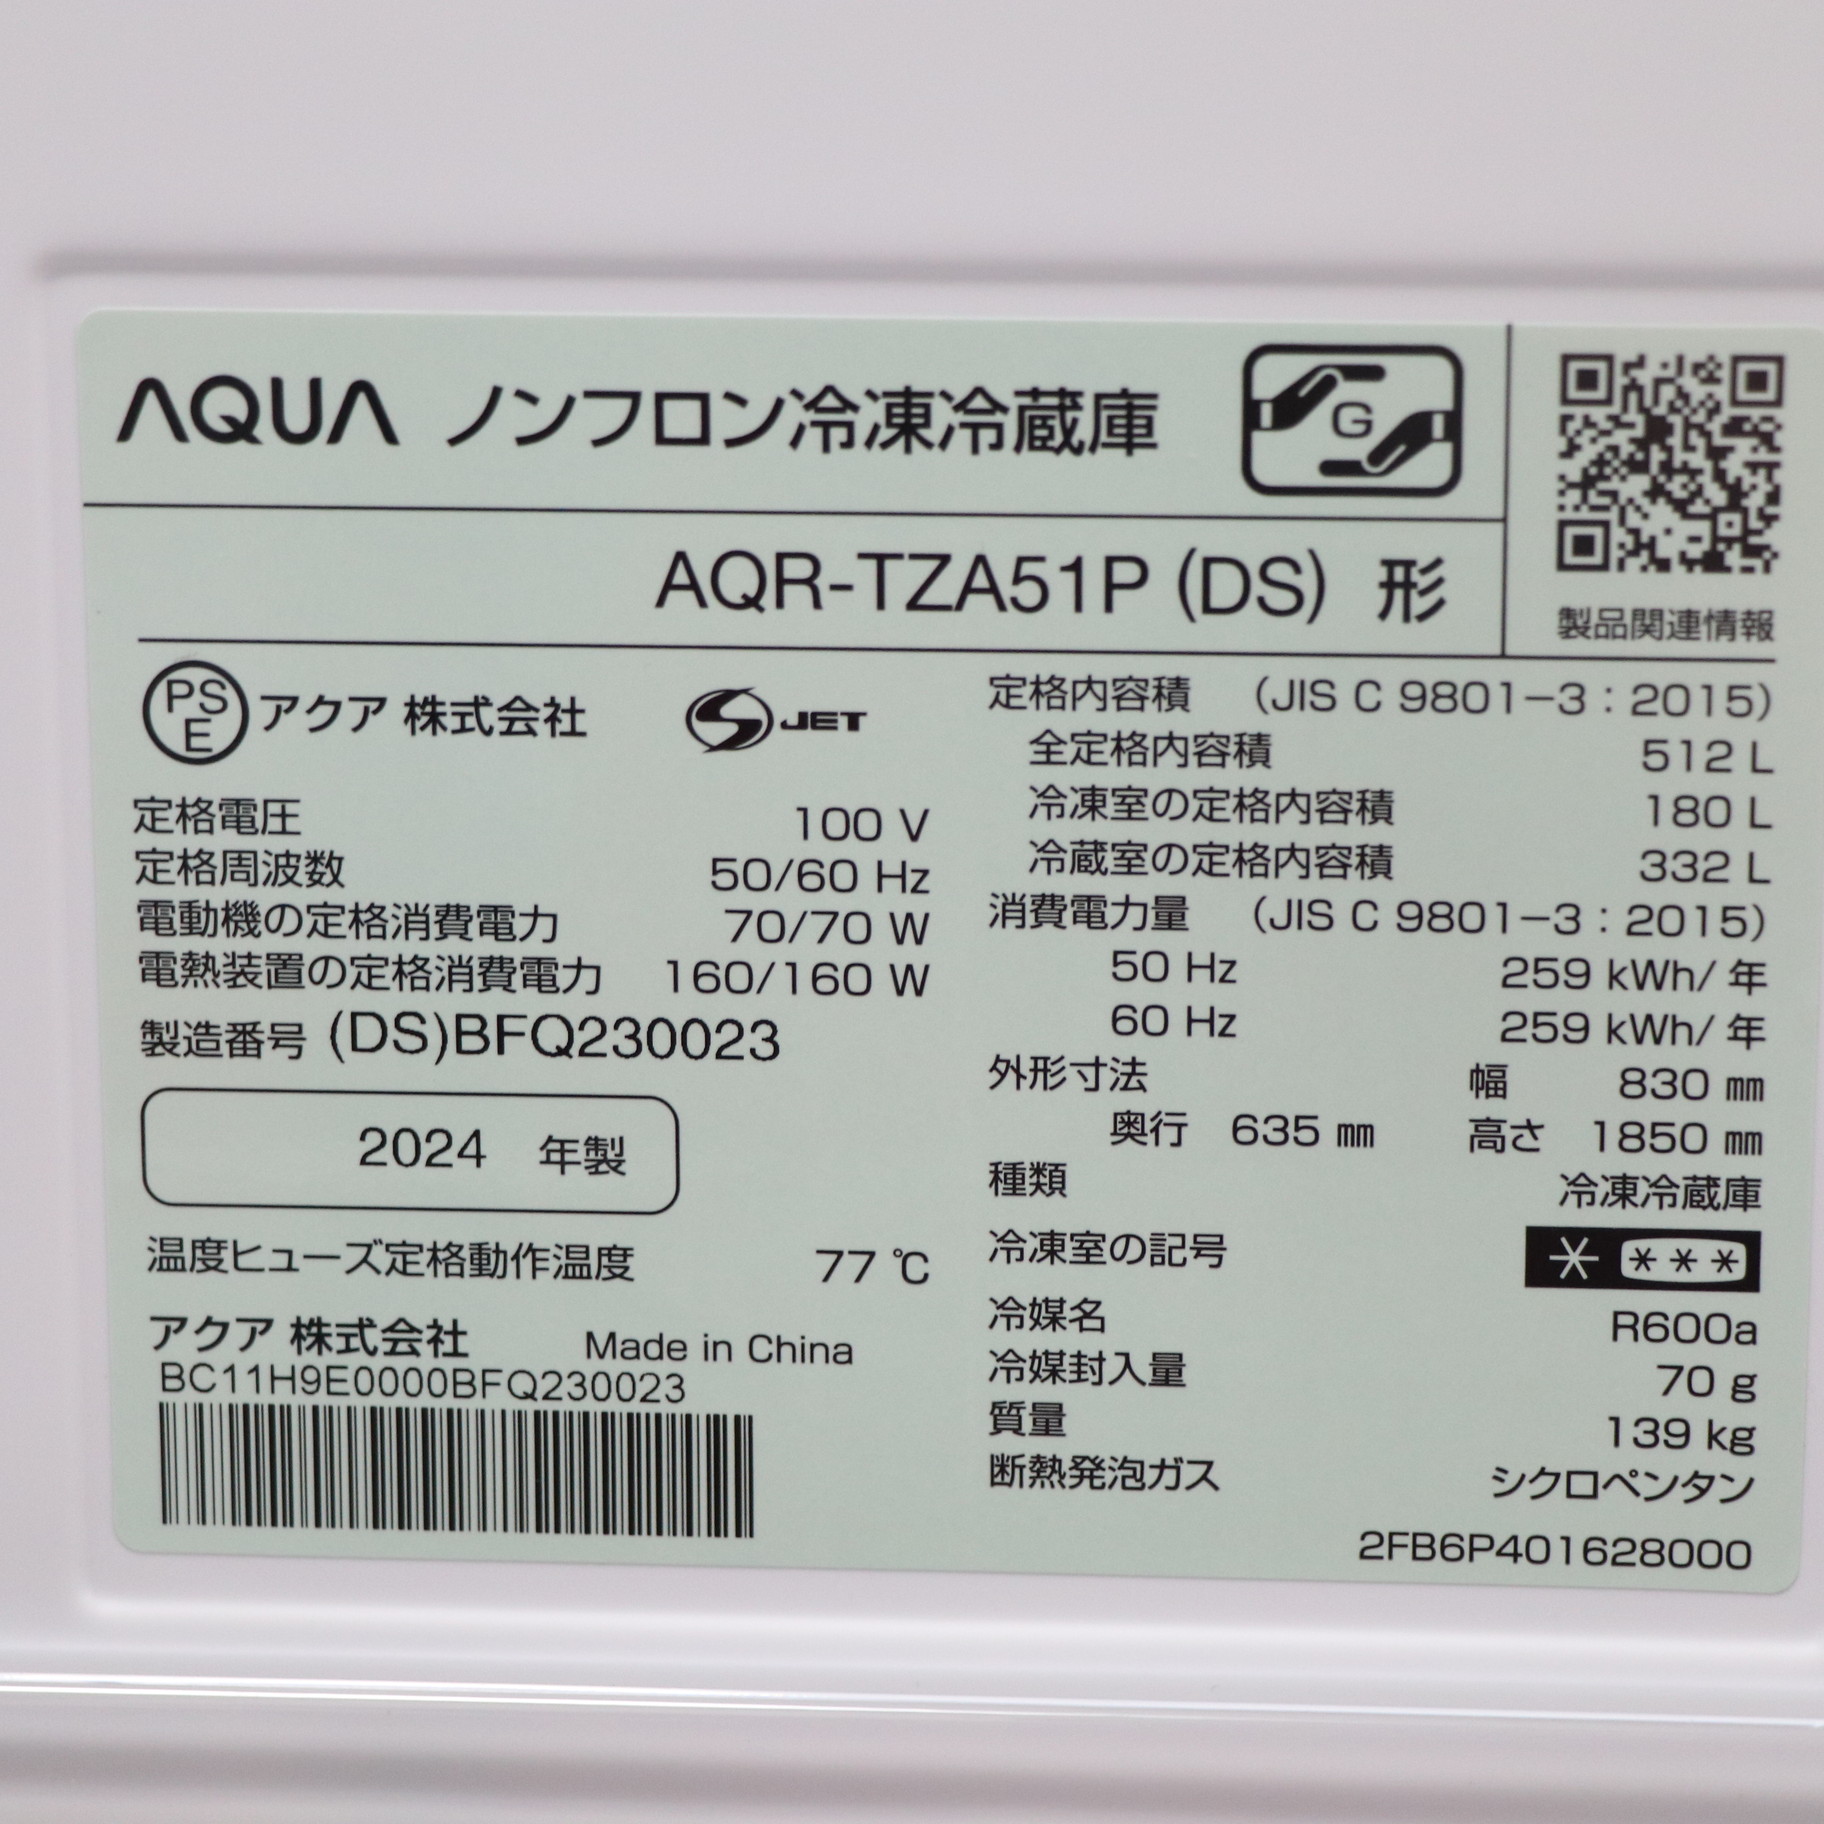 AQUA ノンフロン冷凍冷蔵庫
G
AQR-TZA51P (DS) 形
製品関連情報
PS
E
アクア 株式会社
JET
定格電圧 100 V
定格周波数 50/60 Hz
電動機の定格消費電力 70/70 W
電熱装置の定格消費電力 160/160 W
製造番号 (DS)BFQ230023
2024 年製
温度ヒューズ定格動作温度 77 ℃
アクア 株式会社 Made in China
BC11H9E0000BFQ230023
定格内容積 (JIS C 9801-3 : 2015)
全定格内容積 512 L
冷凍室の定格内容積 180 L
冷蔵室の定格内容積 332 L
消費電力量 (JIS C 9801-3 : 2015)
50 Hz 259 kWh/年
60 Hz 259 kWh/年
外形寸法 幅 830 ㎜
奥行 635 ㎜ 高さ 1850 ㎜
種類 冷凍冷蔵庫
冷凍室の記号 * ***
冷媒名 R600a
冷媒封入量 70 g
質量 139 kg
断熱発泡ガス シクロペンタン
2FB6P401628000